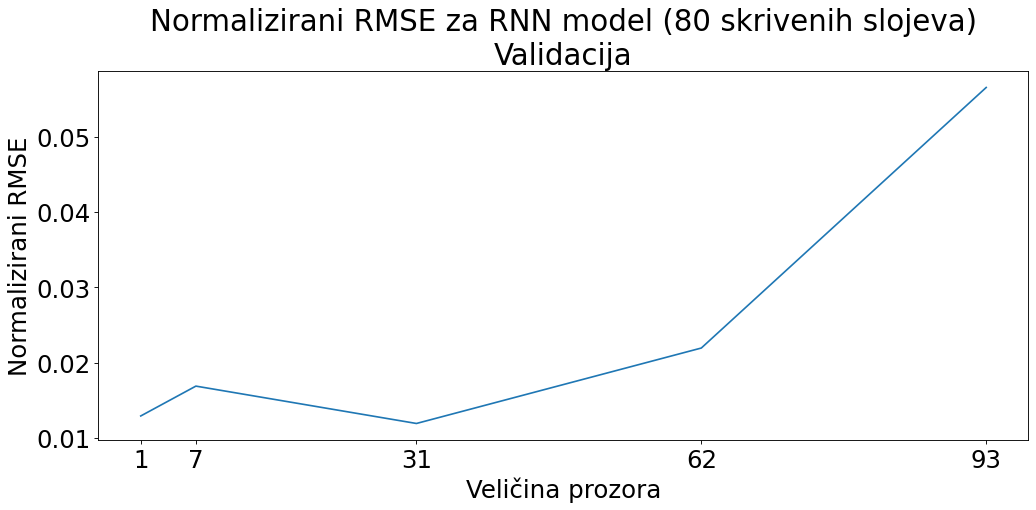 Normalizirani RMSE za RNN model (80 skrivenih slojeva)
Validacija
Normalizirani RMSE
0.05
0.04
0.03
0.02
0.01
1 7 31 62 93
Veličina prozora